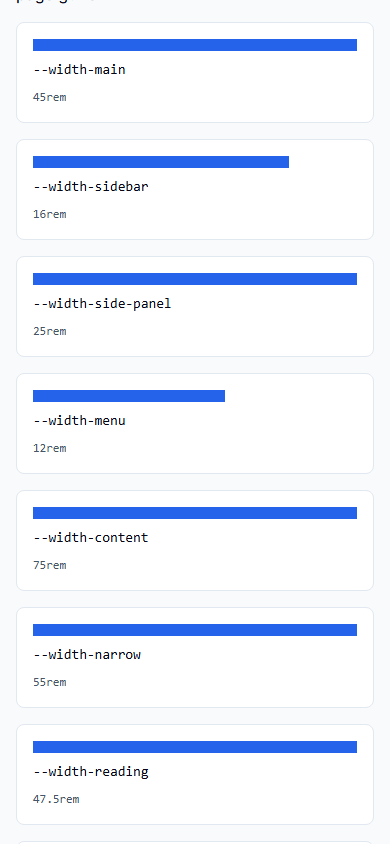 --width-main
45rem
--width-sidebar
16rem
--width-side-panel
25rem
--width-menu
12rem
--width-content
75rem
--width-narrow
55rem
--width-reading
47.5rem